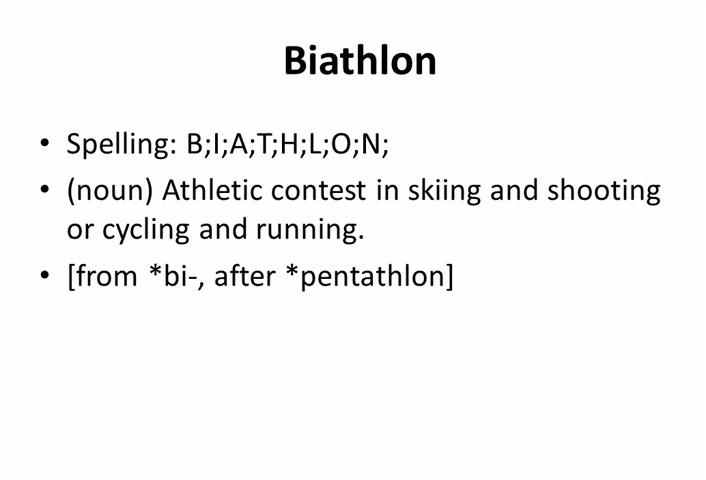 Biathlon
• Spelling: B;I;A;T;H;L;O;N;
• (noun) Athletic contest in skiing and shooting
or cycling and running.
• [from *bi-, after *pentathlon]